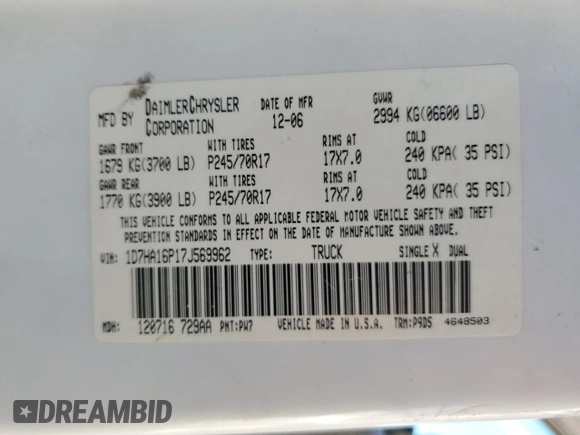 MFD BY DAIMLERCHRYSLER CORPORATION
DATE OF MFR 12-06
GVWR 2994 KG(06600 LB)
GAWR FRONT WITH TIRES RIMS AT COLD
1679 KG(3700 LB) P245/70R17 17X7.0 240 KPA( 35 PSI)
GAWR REAR WITH TIRES RIMS AT COLD
1770 KG(3900 LB) P245/70R17 17X7.0 240 KPA( 35 PSI)
THIS VEHICLE CONFORMS TO ALL APPLICABLE FEDERAL MOTOR VEHICLE SAFETY AND THEFT
PREVENTION STANDARDS IN EFFECT ON THE DATE OF MANUFACTURE SHOWN ABOVE.
VIN: 1D7HA16P17J569962 TYPE: TRUCK SINGLE X DUAL
MDH: 120716 729AA PNT:PW7 VEHICLE MADE IN U.S.A. TRM:P9DS 4648503
DREAMBID